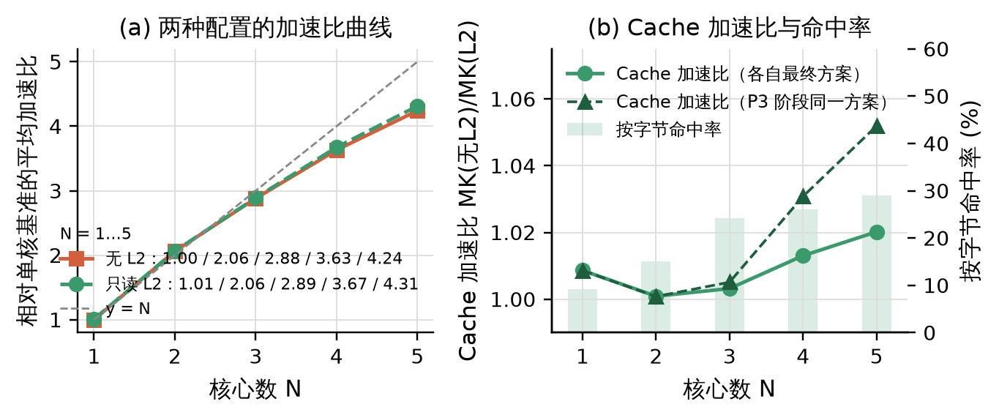 (a) 两种配置的加速比曲线
相对单核基准的平均加速比
5
4
3
2
1
N = 1…5
无 L2：1.00 / 2.06 / 2.88 / 3.63 / 4.24
只读 L2：1.01 / 2.06 / 2.89 / 3.67 / 4.31
y = N
1 2 3 4 5
核心数 N
(b) Cache 加速比与命中率
Cache 加速比 MK(无L2)/MK(L2)
1.06
1.04
1.02
1.00
Cache 加速比（各自最终方案）
Cache 加速比（P3 阶段同一方案）
按字节命中率
60
50
40
30
20
10
0
按字节命中率 (%)
1 2 3 4 5
核心数 N